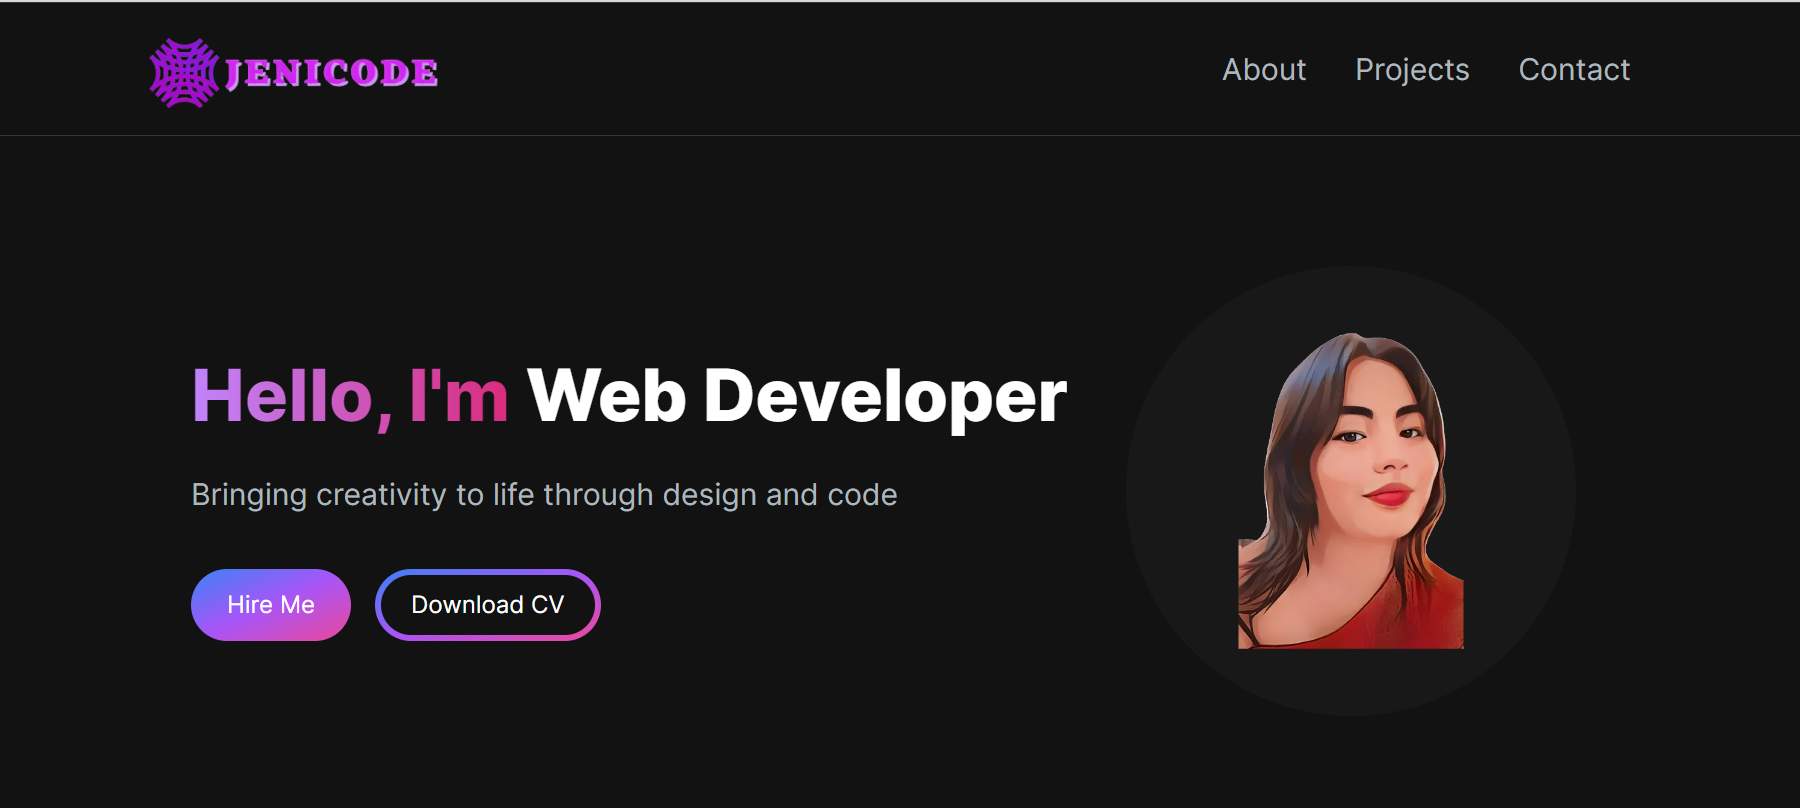 JENICODE
About Projects Contact
Hello, I'm Web Developer
Bringing creativity to life through design and code
Hire Me Download CV